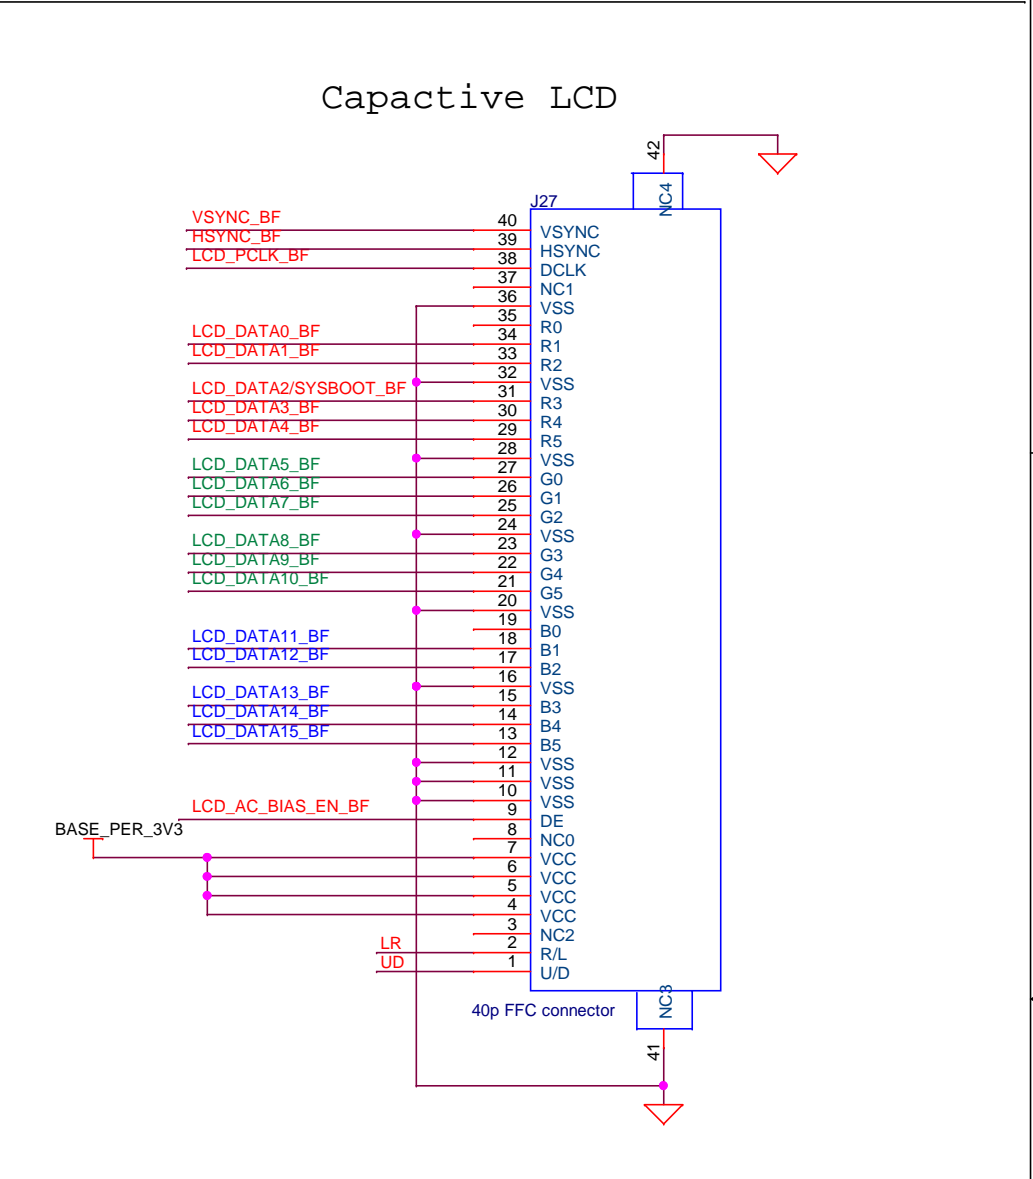 Capactive LCD
42
NC4
J27
VSYNC_BF 40 VSYNC
HSYNC_BF 39 HSYNC
LCD_PCLK_BF 38 DCLK
37 NC1
36 VSS
35 R0
LCD_DATA0_BF 34 R1
LCD_DATA1_BF 33 R2
32 VSS
LCD_DATA2/SYSBOOT_BF 31 R3
LCD_DATA3_BF 30 R4
LCD_DATA4_BF 29 R5
28 VSS
LCD_DATA5_BF 27 G0
LCD_DATA6_BF 26 G1
LCD_DATA7_BF 25 G2
24 VSS
LCD_DATA8_BF 23 G3
LCD_DATA9_BF 22 G4
LCD_DATA10_BF 21 G5
20 VSS
19 B0
LCD_DATA11_BF 18 B1
LCD_DATA12_BF 17 B2
16 VSS
LCD_DATA13_BF 15 B3
LCD_DATA14_BF 14 B4
LCD_DATA15_BF 13 B5
12 VSS
11 VSS
10 VSS
LCD_AC_BIAS_EN_BF 9 DE
BASE_PER_3V3 8 NC0
7 VCC
6 VCC
5 VCC
4 VCC
3 NC2
LR 2 R/L
UD 1 U/D
40p FFC connector
NC3
41